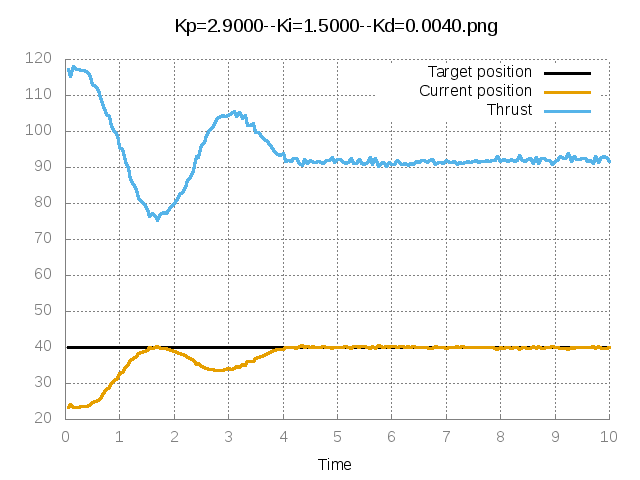 Kp=2.9000--Ki=1.5000--Kd=0.0040.png
120
110
100
90
80
70
60
50
40
30
20
Target position
Current position
Thrust
0 1 2 3 4 5 6 7 8 9 10
Time